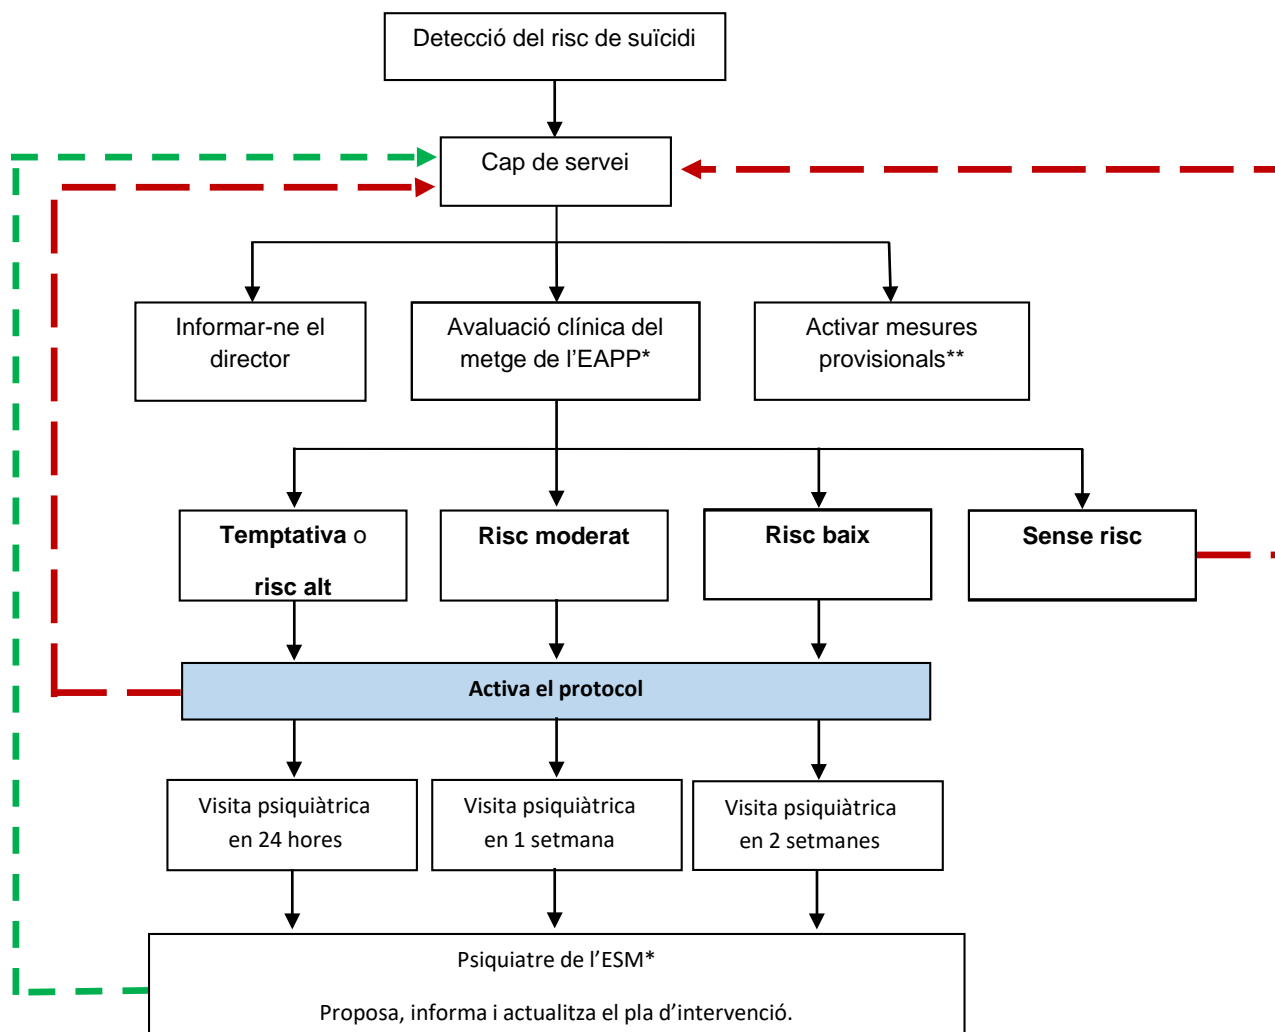 Detecció del risc de suïcidi
Cap de servei
Informar-ne el
director
Avaluació clínica del
metge de l’EAPP*
Activar mesures
provisionals**
Temptativa o
risc alt
Risc moderat
Risc baix
Sense risc
Activa el protocol
Visita psiquiàtrica
en 24 hores
Visita psiquiàtrica
en 1 setmana
Visita psiquiàtrica
en 2 setmanes
Psiquiatre de l’ESM*
Proposa, informa i actualitza el pla d’intervenció.